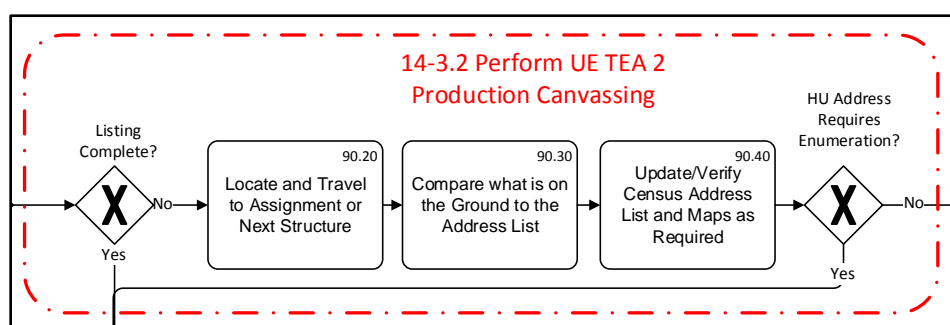 14-3.2 Perform UE TEA 2
Production Canvassing
Listing
Complete?
X
No
Yes
90.20
Locate and Travel
to Assignment or
Next Structure
90.30
Compare what is on
the Ground to the
Address List
90.40
Update/Verify
Census Address
List and Maps as
Required
HU Address
Requires
Enumeration?
X
No
Yes